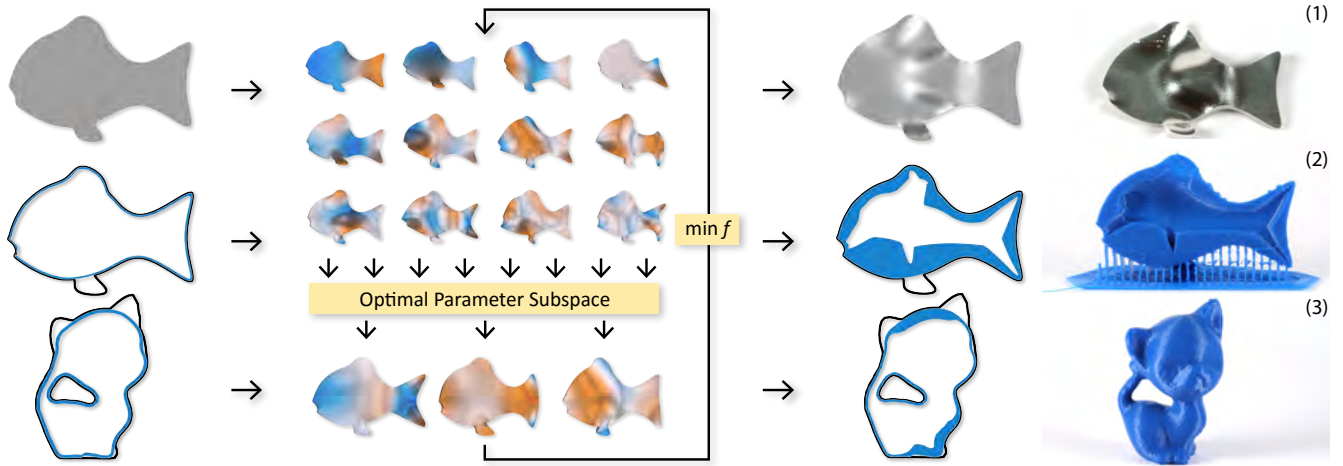 (1)
(2)
min f
Optimal Parameter Subspace
(3)